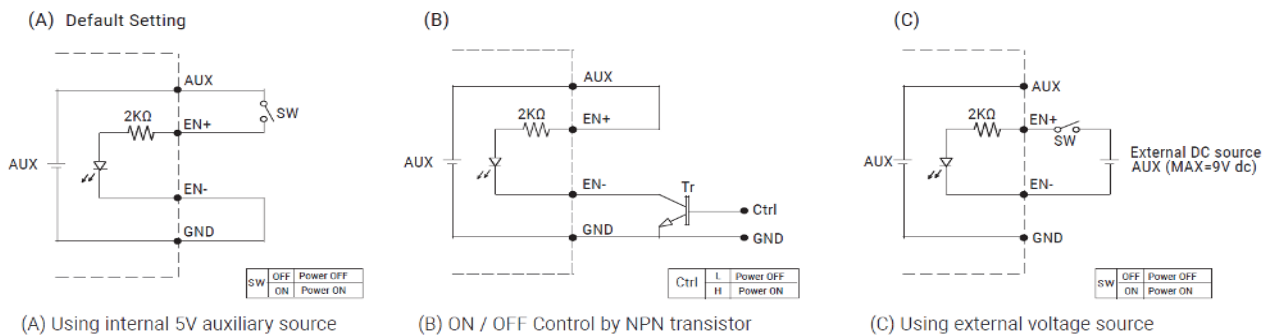 (A) Default Setting
AUX
SW
2KΩ
EN+
AUX
EN-
GND
SW OFF Power OFF
ON Power ON
(A) Using internal 5V auxiliary source
(B)
AUX
2KΩ
EN+
AUX
EN-
Tr
Ctrl
GND
GND
Ctrl L Power OFF
H Power ON
(B) ON / OFF Control by NPN transistor
(C)
AUX
2KΩ
EN+
SW
AUX
External DC source
AUX (MAX=9V dc)
EN-
GND
SW OFF Power OFF
ON Power ON
(C) Using external voltage source